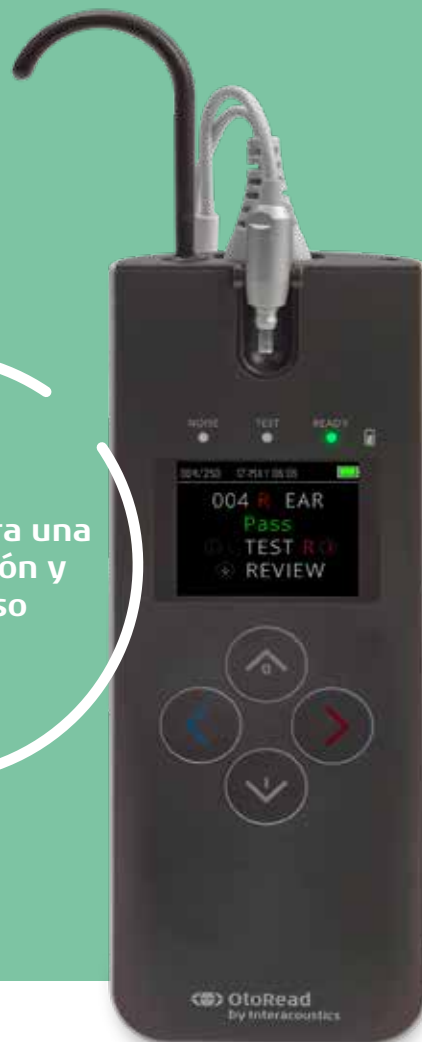 ra una
ón y
so
NOISE TEST READY
004/250
004 R EAR
Pass
TEST R
REVIEW
OtoRead
by Interacoustics